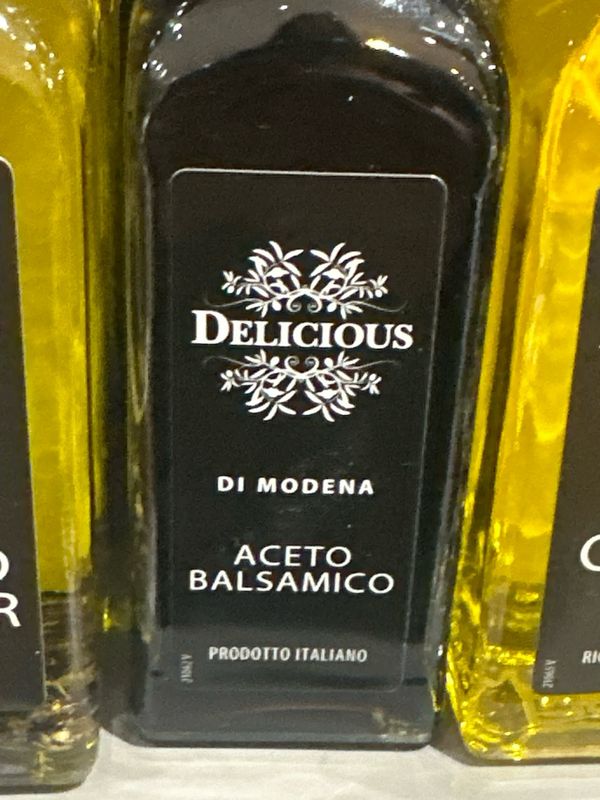 DELICIOUS
DI MODENA
ACETO
BALSAMICO
PRODOTTO ITALIANO